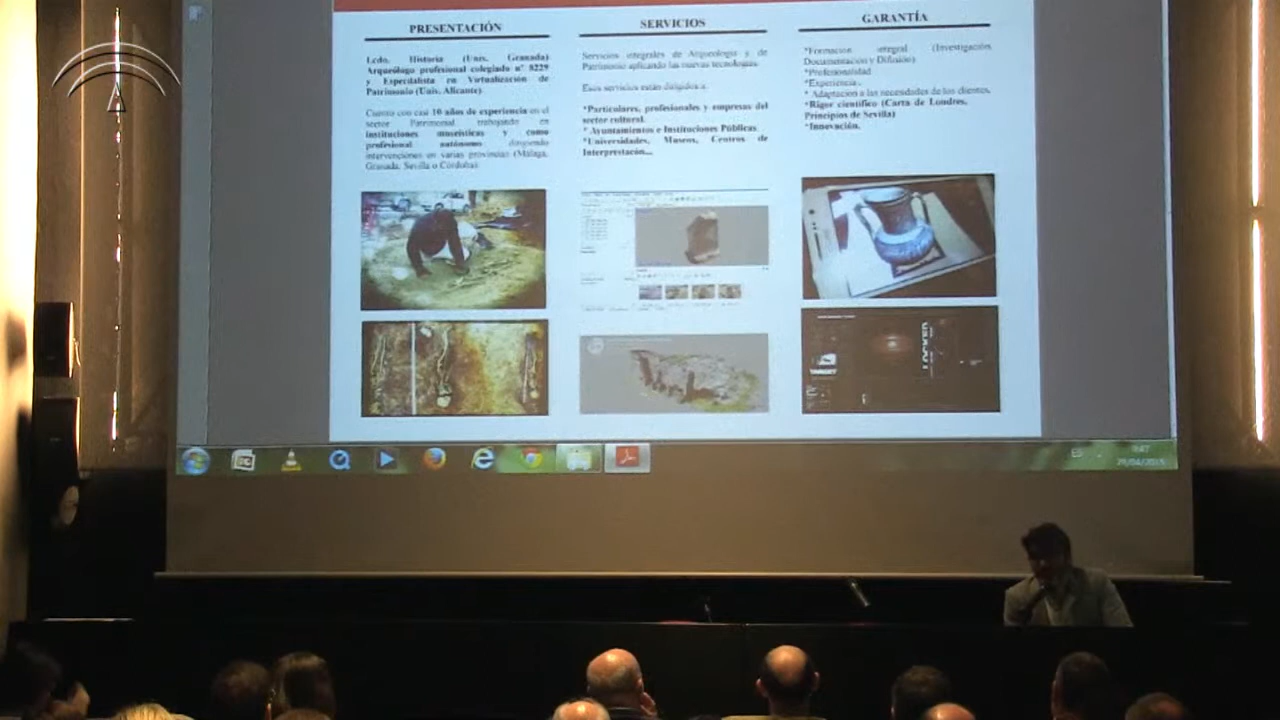 PRESENTACIÓN
Lcdo. Historia (Univ. Granada)
Arqueólogo profesional colegiado nº 8229
y Especialista en Virtualización de
Patrimonio (Univ. Alicante)
Cuento con casi 10 años de experiencia en el
sector Patrimonial trabajando en
instituciones museísticas y como
profesional autónomo dirigiendo
intervenciones en varias provincias (Málaga,
Granada, Sevilla o Córdoba)
SERVICIOS
Servicios integrales de Arqueología y de
Patrimonio aplicando las nuevas tecnologías.
Esos servicios están dirigidos a:
*Particulares, profesionales y empresas del
sector cultural.
* Ayuntamientos e Instituciones Públicas.
*Universidades, Museos, Centros de
Interpretación...
GARANTÍA
*Formación integral (Investigación
Documentación y Difusión)
*Profesionalidad
*Experiencia.
* Adaptación a las necesidades de los clientes.
*Rigor científico (Carta de Londres,
Principios de Sevilla)
*Innovación.
TARGET